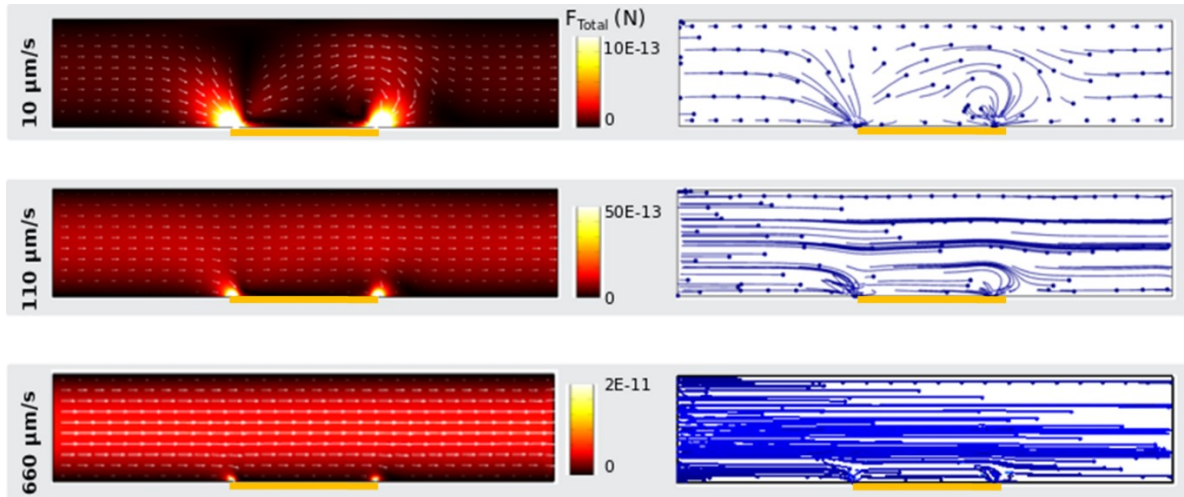 F_Total (N)
10 µm/s
10E-13
0
110 µm/s
50E-13
0
660 µm/s
2E-11
0